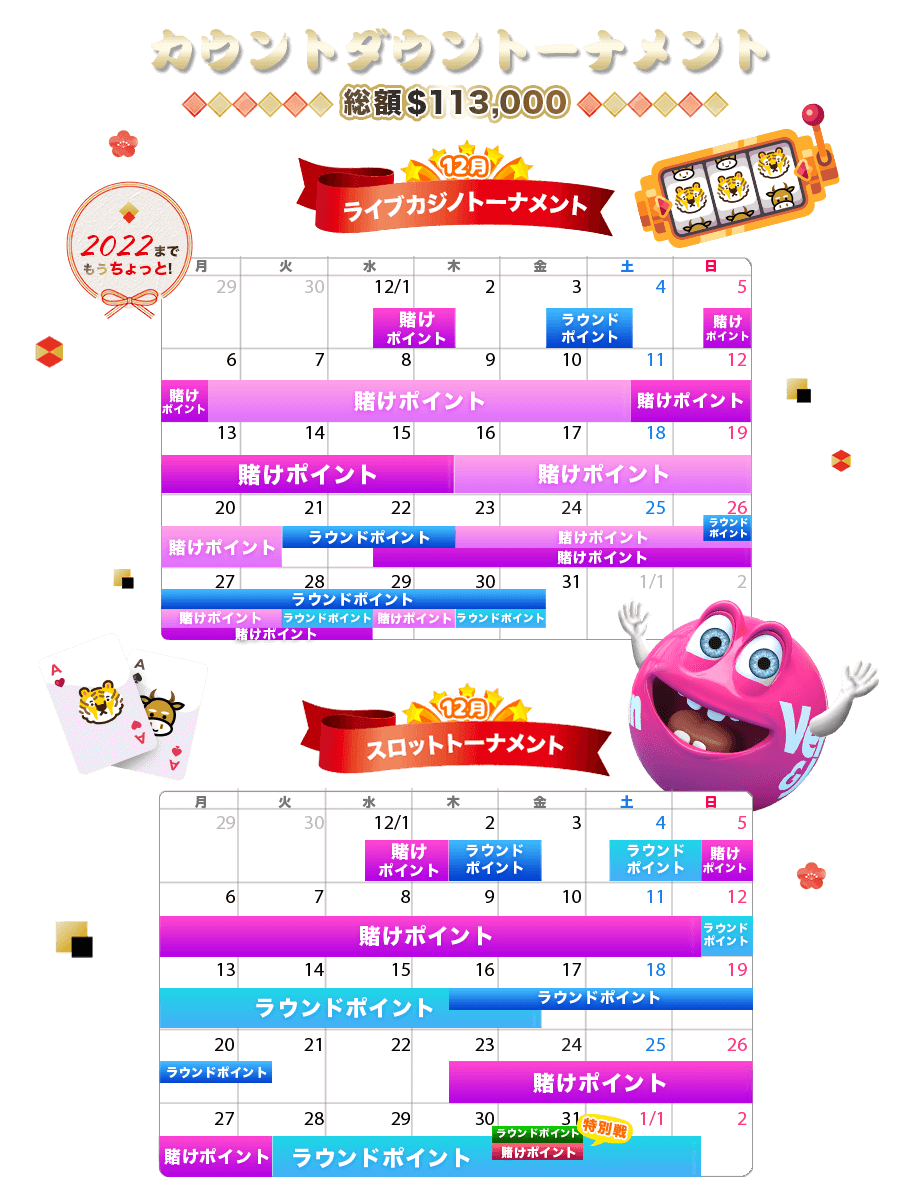 カウントダウントーナメント
総額$113,000
12月
ライブカジノトーナメント
2022まで
もうちょっと!
月 火 水 木 金 土 日
29 30 12/1 2 3 4 5
賭け
ポイント
ラウンド
ポイント
賭け
ポイント
6 7 8 9 10 11 12
賭け
ポイント
賭けポイント
賭けポイント
13 14 15 16 17 18 19
賭けポイント
賭けポイント
20 21 22 23 24 25 26
賭けポイント
ラウンドポイント
賭けポイント
ラウンド
ポイント
賭けポイント
27 28 29 30 31 1/1 2
ラウンドポイント
賭けポイント ラウンドポイント 賭けポイント ラウンドポイント
賭けポイント
A
A
A
A
12月
スロットトーナメント
n
Ve
&
月 火 水 木 金 土 日
29 30 12/1 2 3 4 5
賭け
ポイント
ラウンド
ポイント
ラウンド
ポイント
賭け
ポイント
6 7 8 9 10 11 12
賭けポイント
ラウンド
ポイント
13 14 15 16 17 18 19
ラウンドポイント
ラウンドポイント
20 21 22 23 24 25 26
ラウンドポイント
賭けポイント
27 28 29 30 31 1/1 2
特別戦
賭けポイント
ラウンドポイント
ラウンドポイント
賭けポイント